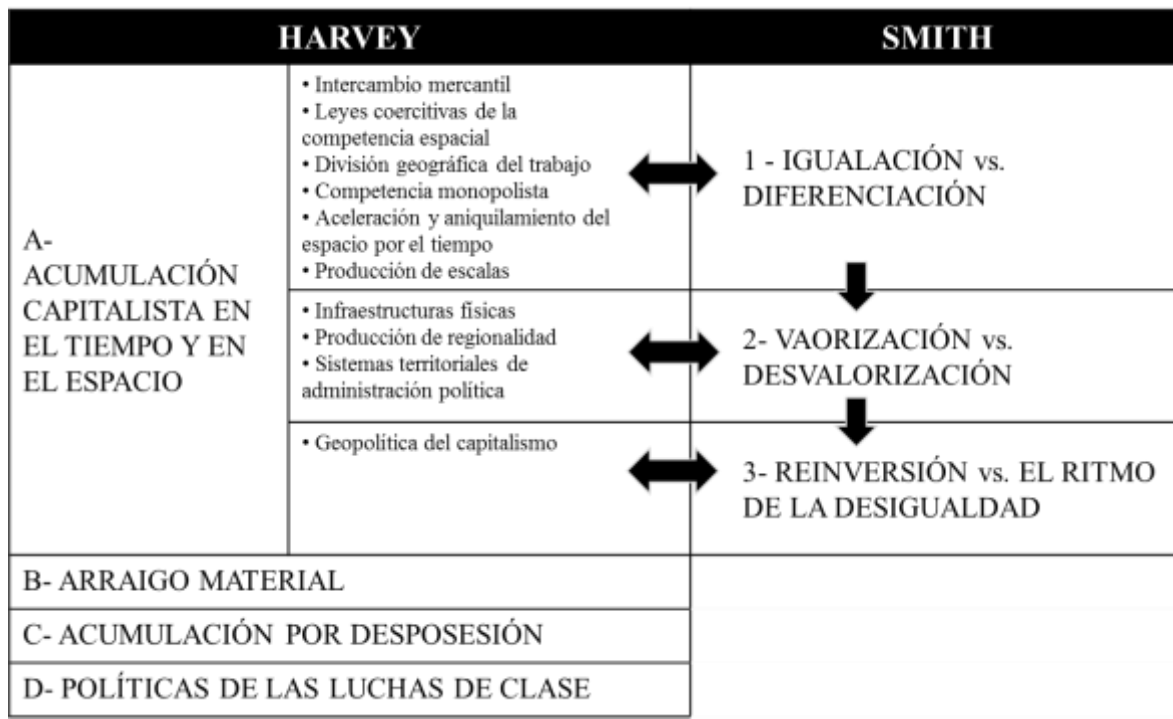 HARVEY
SMITH
A-
ACUMULACIÓN
CAPITALISTA EN
EL TIEMPO Y EN
EL ESPACIO
• Intercambio mercantil
• Leyes coercitivas de la
competencia espacial
• División geográfica del trabajo
• Competencia monopolista
• Aceleración y aniquilamiento del
espacio por el tiempo
• Producción de escalas
1 - IGUALACIÓN vs.
DIFERENCIACIÓN
• Infraestructuras físicas
• Producción de regionalidad
• Sistemas territoriales de
administración política
2- VAORIZACIÓN vs.
DESVALORIZACIÓN
• Geopolítica del capitalismo
3- REINVERSIÓN vs. EL RITMO
DE LA DESIGUALDAD
B- ARRAIGO MATERIAL
C- ACUMULACIÓN POR DESPOSESIÓN
D- POLÍTICAS DE LAS LUCHAS DE CLASE